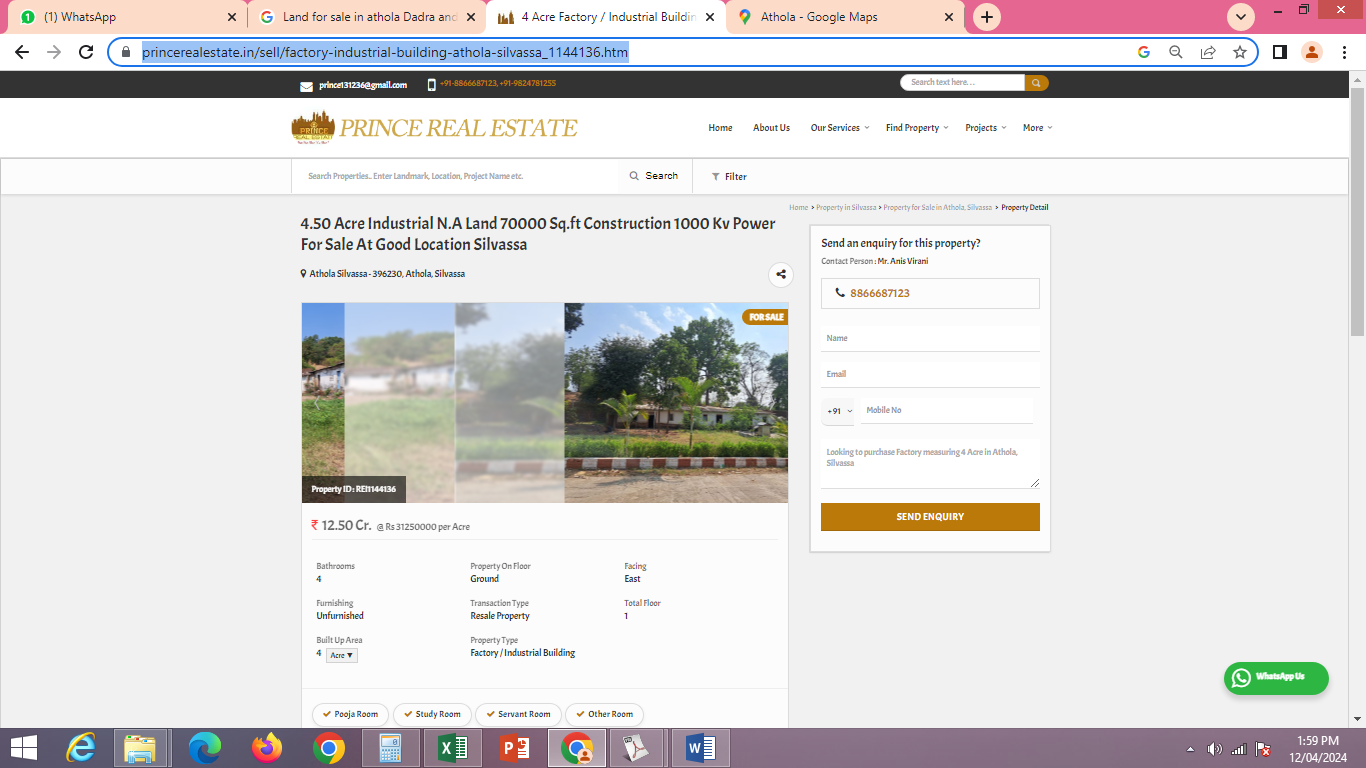 (1) WhatsApp
Land for sale in athola Dadra and
4 Acre Factory / Industrial Buildin
Athola - Google Maps
princerealestate.in/sell/factory-industrial-building-athola-silvassa_1144136.htm
prince131236@gmail.com
+91-8866687123, +91-9824781255
Search text here...
PRINCE
REAL ESTATE
PRINCE REAL ESTATE
Home
About Us
Our Services
Find Property
Projects
More
Search Properties.. Enter Landmark, Location, Project Name etc.
Search
Filter
Home > Property in Silvassa > Property for Sale in Athola, Silvassa > Property Detail
4.50 Acre Industrial N.A Land 70000 Sq.ft Construction 1000 Kv Power
For Sale At Good Location Silvassa
Athola Silvassa - 396230, Athola, Silvassa
FOR SALE
Property ID : REI1144136
₹ 12.50 Cr. @ Rs 31250000 per Acre
Bathrooms
4
Property On Floor
Ground
Facing
East
Furnishing
Unfurnished
Transaction Type
Resale Property
Total Floor
1
Built Up Area
4 Acre ▼
Property Type
Factory / Industrial Building
Pooja Room
Study Room
Servant Room
Other Room
Send an enquiry for this property?
Contact Person : Mr. Anis Virani
8866687123
Name
Email
+91
Mobile No
Looking to purchase Factory measuring 4 Acre in Athola,
Silvassa
SEND ENQUIRY
WhatsApp Us
1:59 PM
12/04/2024